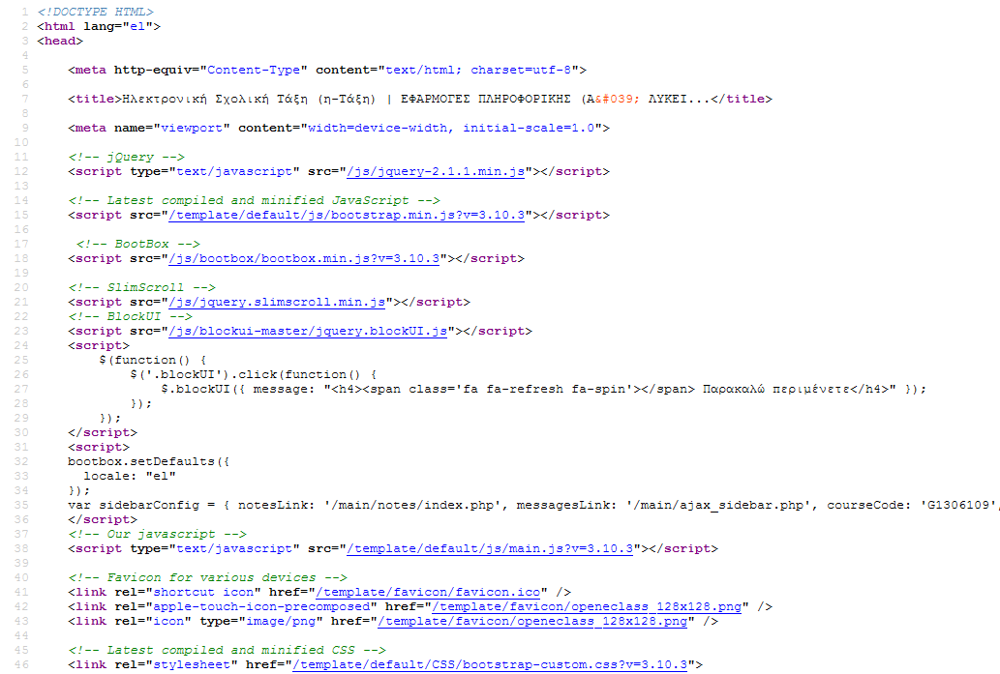 1 <!DOCTYPE HTML>
2 <html lang="el">
3 <head>
4
5 <meta http-equiv="Content-Type" content="text/html; charset=utf-8">
6
7 <title>Ηλεκτρονική Σχολική Τάξη (η-Τάξη) | ΕΦΑΡΜΟΓΕΣ ΠΛΗΡΟΦΟΡΙΚΗΣ (Α&#039; ΛΥΚΕΙ...</title>
8
9 <meta name="viewport" content="width=device-width, initial-scale=1.0">
10
11 <!-- jQuery -->
12 <script type="text/javascript" src="/js/jquery-2.1.1.min.js"></script>
13
14 <!-- Latest compiled and minified JavaScript -->
15 <script src="/template/default/js/bootstrap.min.js?v=3.10.3"></script>
16
17 <!-- BootBox -->
18 <script src="/js/bootbox/bootbox.min.js?v=3.10.3"></script>
19
20 <!-- SlimScroll -->
21 <script src="/js/jquery.slimscroll.min.js"></script>
22 <!-- BlockUI -->
23 <script src="/js/blockui-master/jquery.blockUI.js"></script>
24 <script>
25 $(function() {
26 $('.blockUI').click(function() {
27 $.blockUI({ message: "<h4><span class='fa fa-refresh fa-spin'></span> Παρακαλώ περιμένετε</h4>" });
28 });
29 });
30 </script>
31 <script>
32 bootbox.setDefaults({
33 locale: "el"
34 });
35 var sidebarConfig = { notesLink: '/main/notes/index.php', messagesLink: '/main/ajax_sidebar.php', courseCode: 'G1306109',
36 </script>
37 <!-- Our javascript -->
38 <script type="text/javascript" src="/template/default/js/main.js?v=3.10.3"></script>
39
40 <!-- Favicon for various devices -->
41 <link rel="shortcut icon" href="/template/favicon/favicon.ico" />
42 <link rel="apple-touch-icon-precomposed" href="/template/favicon/openeclass_128x128.png" />
43 <link rel="icon" type="image/png" href="/template/favicon/openeclass_128x128.png" />
44
45 <!-- Latest compiled and minified CSS -->
46 <link rel="stylesheet" href="/template/default/CSS/bootstrap-custom.css?v=3.10.3">